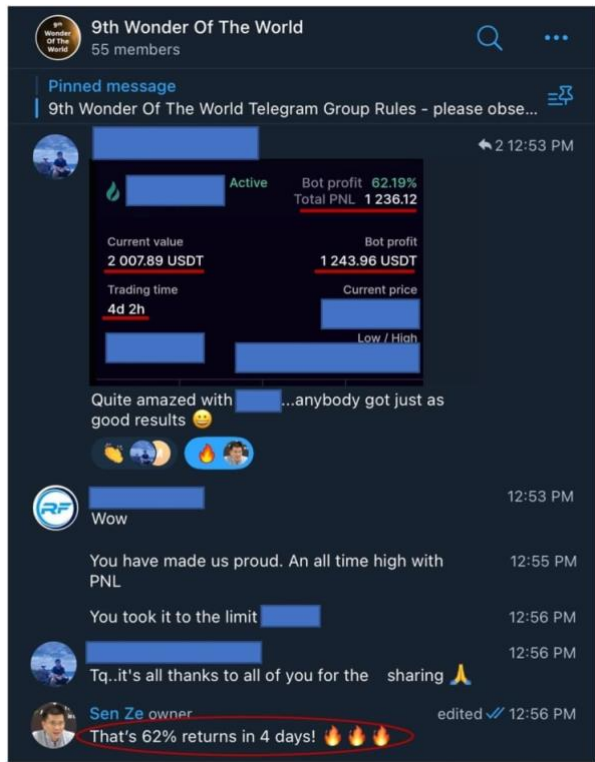 9th
Wonder
Of The
World
9th Wonder Of The World
55 members
Pinned message
9th Wonder Of The World Telegram Group Rules - please obse...
2 12:53 PM
Active
Bot profit 62.19%
Total PNL 1 236.12
Current value
Bot profit
2 007.89 USDT
1 243.96 USDT
Trading time
Current price
4d 2h
Low / High
Quite amazed with ...anybody got just as
good results 😀
👏
🔥
RF
12:53 PM
Wow
You have made us proud. An all time high with
PNL
12:55 PM
You took it to the limit
12:56 PM
12:56 PM
Tq..it's all thanks to all of you for the sharing 🙏
Sen Ze owner
edited 12:56 PM
That's 62% returns in 4 days! 🔥🔥🔥